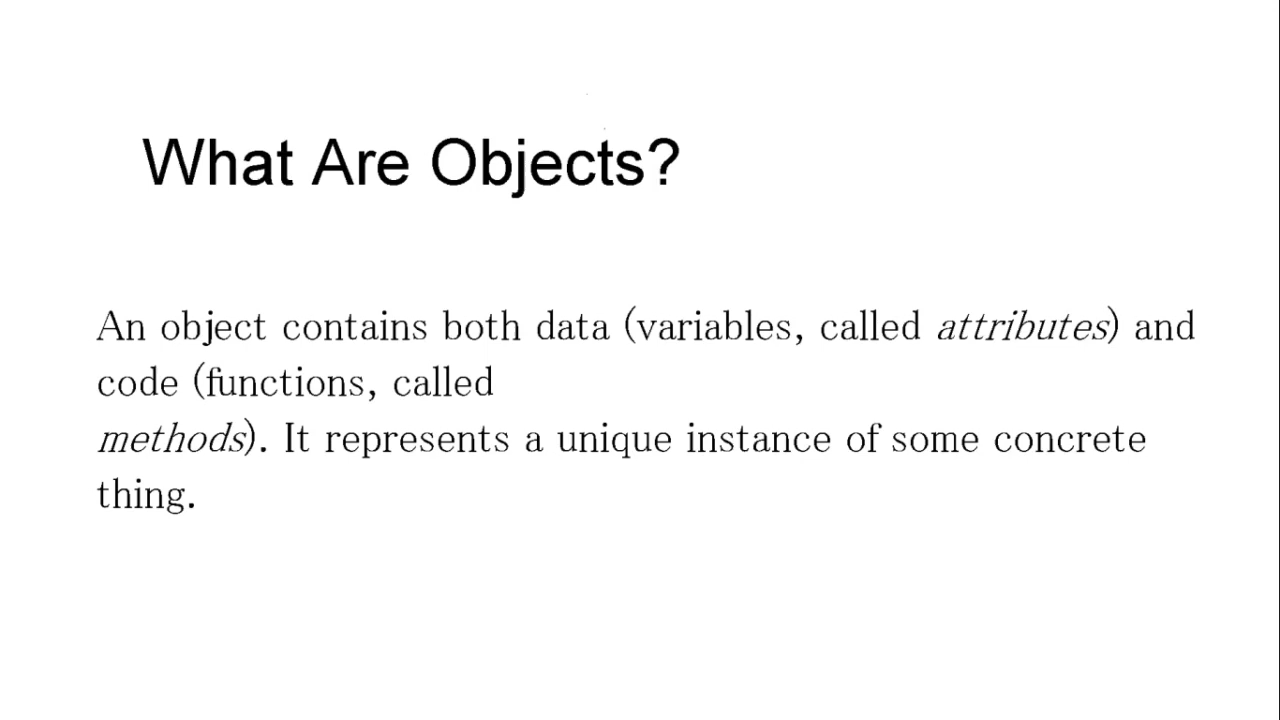 What Are Objects?
An object contains both data (variables, called attributes) and
code (functions, called
methods). It represents a unique instance of some concrete
thing.